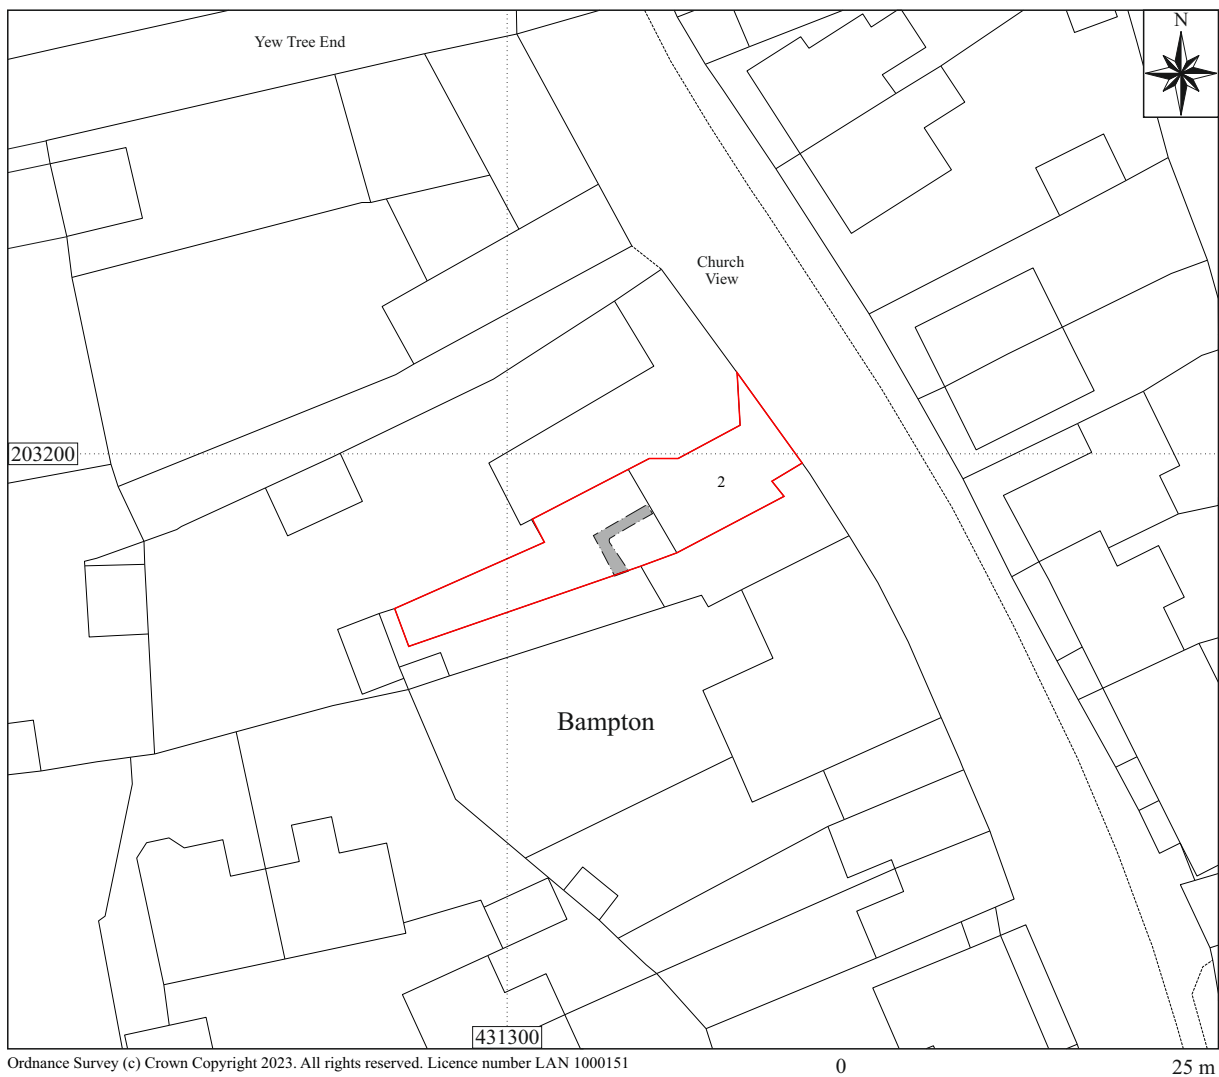 Yew Tree End
N
Church
View
203200
2
Bampton
431300
Ordnance Survey (c) Crown Copyright 2023. All rights reserved. Licence number LAN 1000151
0
25 m